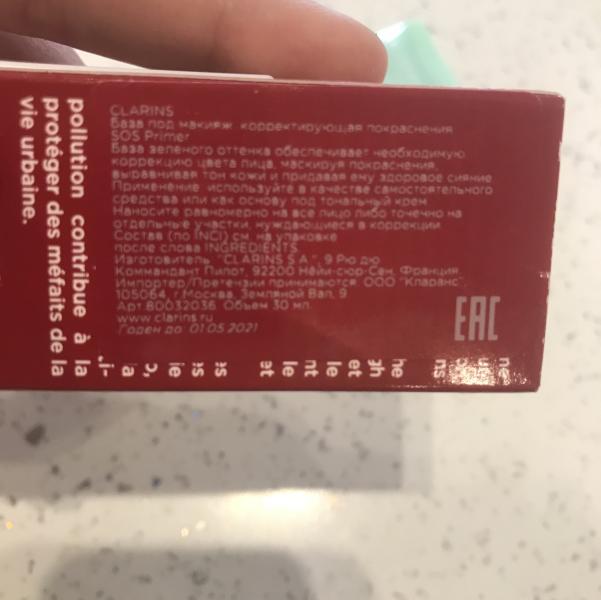 CLARINS
База под макияж корректирующая покраснения
SOS Primer
База зеленого оттенка обеспечивает необходимую
коррекцию цвета лица, маскируя покраснения,
выравнивая тон кожи и придавая ему здоровое сияние
Применение: используйте в качестве самостоятельного
средства или как основу под тональный крем
Наносите равномерно на все лицо либо точечно на
отдельные участки, нуждающиеся в коррекции
Состав (по INCI) см. на упаковке
после слова INGREDIENTS
Изготовитель: "CLARINS S.A.", 9 Рю дю
Коммандант Пилот, 92200 Нёйи-сюр-Сен, Франция
Импортер/Претензии принимаются: ООО "Кларанс",
105064, г.Москва, Земляной Вал, 9
Арт.80032036. Объем 30 мл.
www.clarins.ru
Годен до: 01.05.2021
EAC
pollution contribue à la
protéger des méfaits de la
vie urbaine.